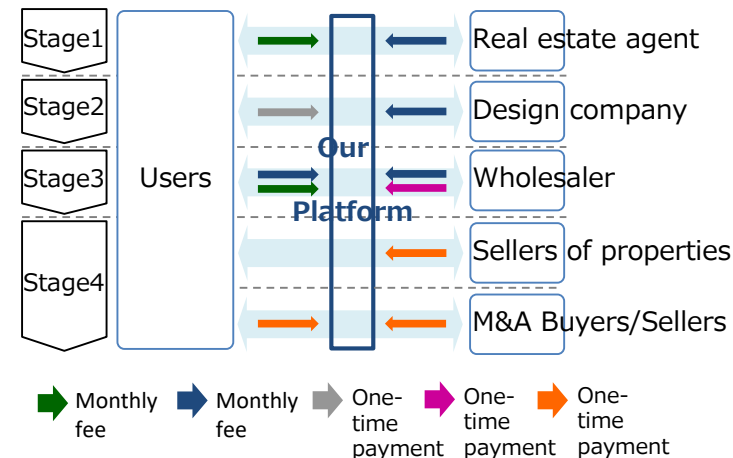 Stage1
Real estate agent
Stage2
Design company
Our
Stage3
Users
Wholesaler
Platform
Sellers of properties
Stage4
M&A Buyers/Sellers
Monthly
fee
Monthly
fee
One-
time
payment
One-
time
payment
One-
time
payment